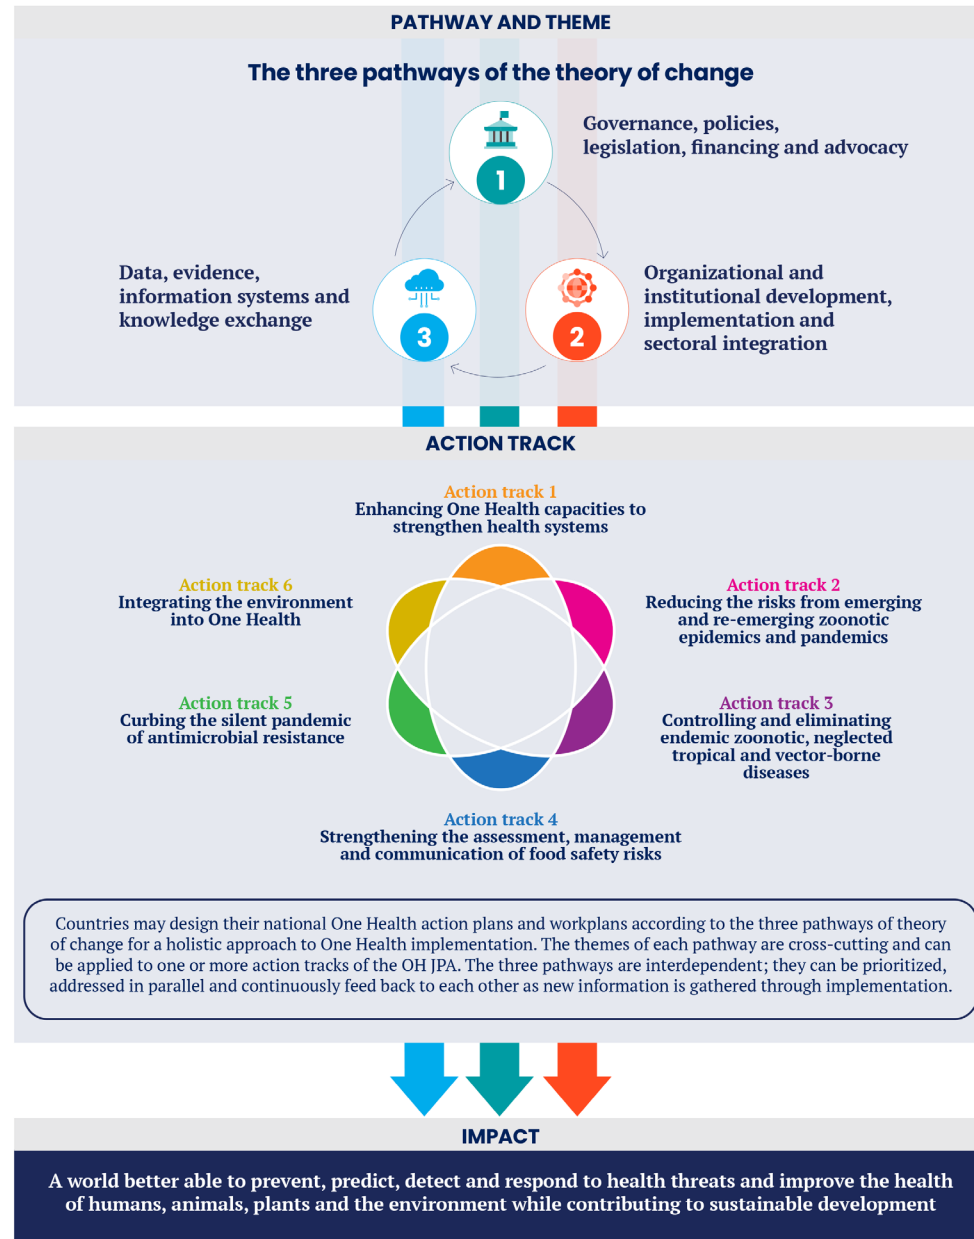 PATHWAY AND THEME
The three pathways of the theory of change
1
Governance, policies,
legislation, financing and advocacy
2
Organizational and
institutional development,
implementation and
sectoral integration
3
Data, evidence,
information systems and
knowledge exchange
ACTION TRACK
Action track 1
Enhancing One Health capacities to
strengthen health systems
Action track 2
Reducing the risks from emerging
and re-emerging zoonotic
epidemics and pandemics
Action track 3
Controlling and eliminating
endemic zoonotic, neglected
tropical and vector-borne
diseases
Action track 4
Strengthening the assessment, management
and communication of food safety risks
Action track 5
Curbing the silent pandemic
of antimicrobial resistance
Action track 6
Integrating the environment
into One Health
Countries may design their national One Health action plans and workplans according to the three pathways of theory
of change for a holistic approach to One Health implementation. The themes of each pathway are cross-cutting and can
be applied to one or more action tracks of the OH JPA. The three pathways are interdependent; they can be prioritized,
addressed in parallel and continuously feed back to each other as new information is gathered through implementation.
IMPACT
A world better able to prevent, predict, detect and respond to health threats and improve the health
of humans, animals, plants and the environment while contributing to sustainable development